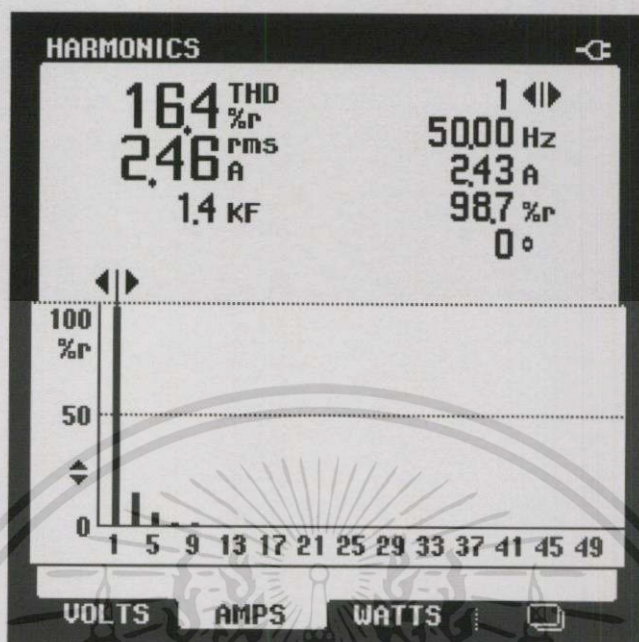 HARMONICS
16.4 THD %r
2.46 rms A
1.4 KF
1
50.00 Hz
2.43 A
98.7 %r
0 °
100
%r
50
0
1 5 9 13 17 21 25 29 33 37 41 45 49
VOLTS AMPS WATTS